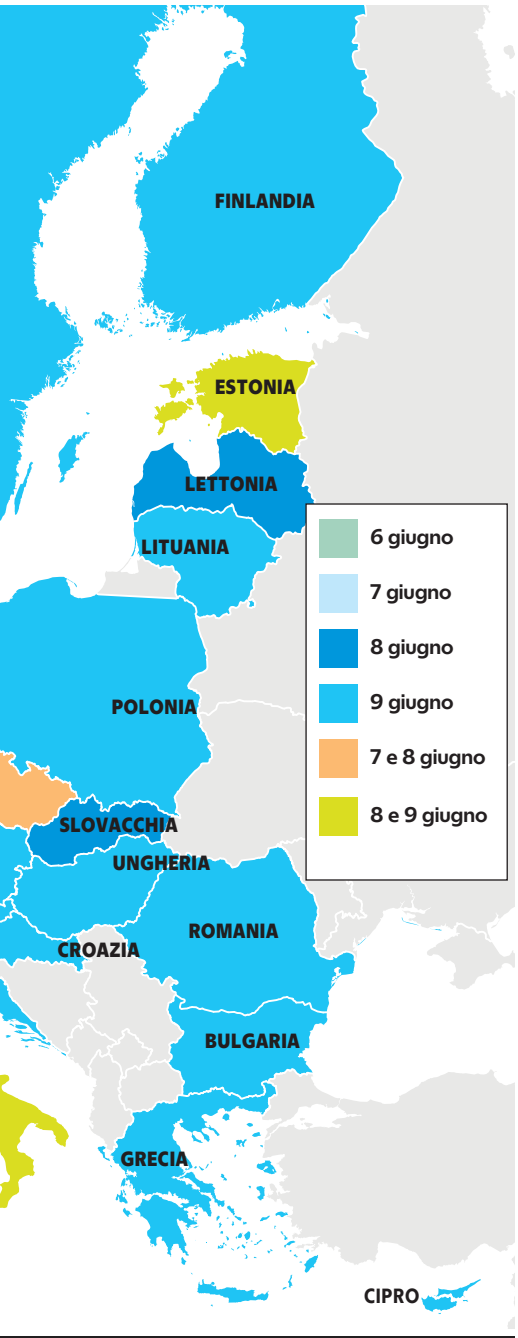 FINLANDIA
ESTONIA
LETTONIA
LITUANIA
6 giugno
7 giugno
8 giugno
9 giugno
7 e 8 giugno
8 e 9 giugno
POLONIA
SLOVACCHIA
UNGHERIA
ROMANIA
CROAZIA
BULGARIA
GRECIA
CIPRO